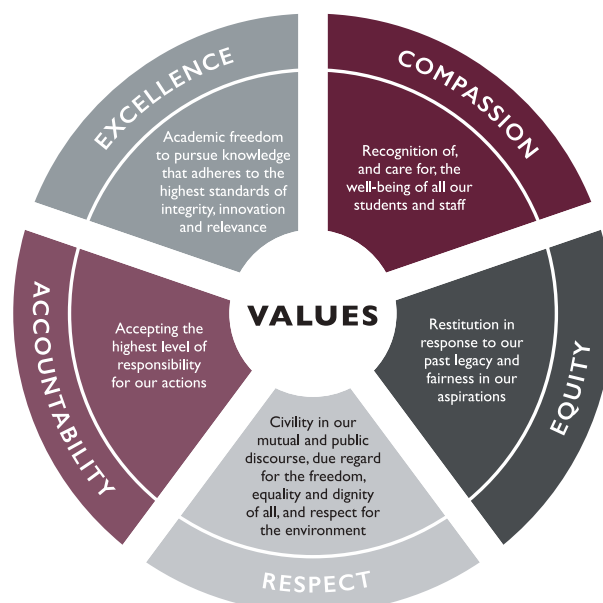 VALUES
EXCELLENCE
Academic freedom
to pursue knowledge
that adheres to the
highest standards of
integrity, innovation
and relevance
COMPASSION
Recognition of,
and care for, the
well-being of all our
students and staff
EQUITY
Restitution in
response to our
past legacy and
fairness in our
aspirations
RESPECT
Civility in our
mutual and public
discourse, due regard
for the freedom,
equality and dignity
of all, and respect for
the environment
ACCOUNTABILITY
Accepting the
highest level of
responsibility
for our actions